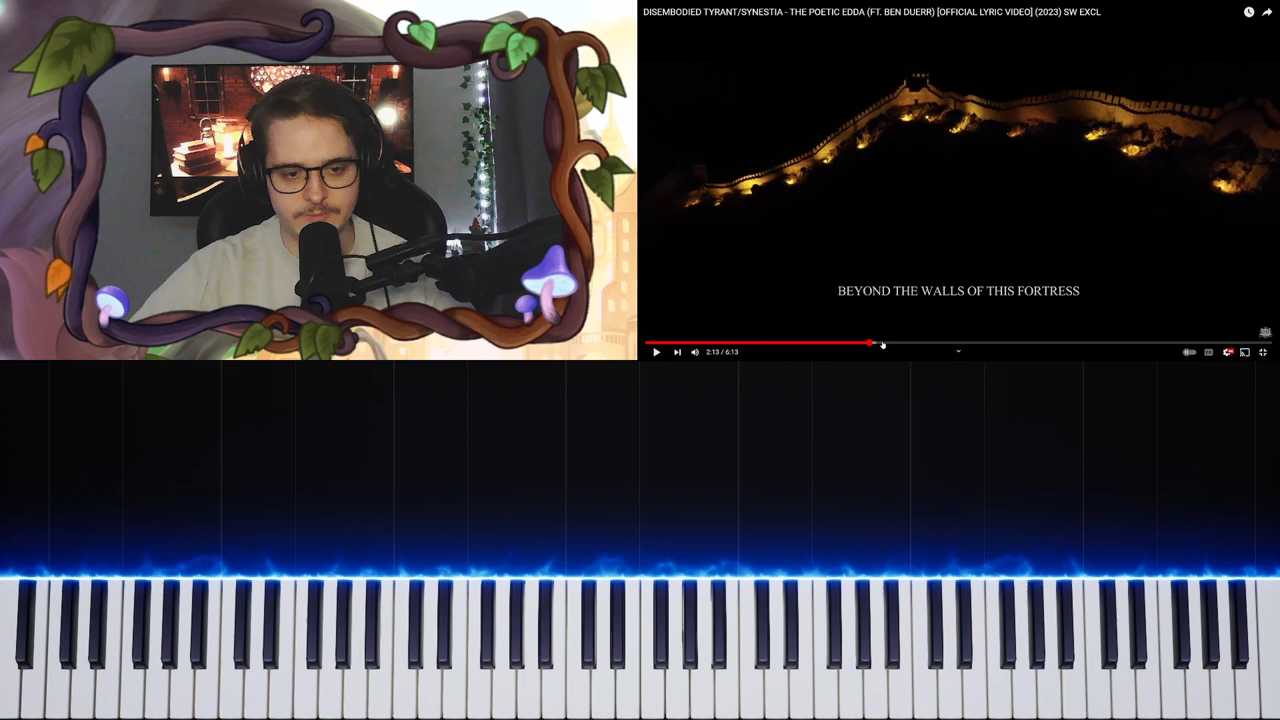 DISEMBODIED TYRANT/SYNESTIA - THE POETIC EDDA (FT. BEN DUERR) [OFFICIAL LYRIC VIDEO] (2023) SW EXCL
BEYOND THE WALLS OF THIS FORTRESS
2:13 / 6:13